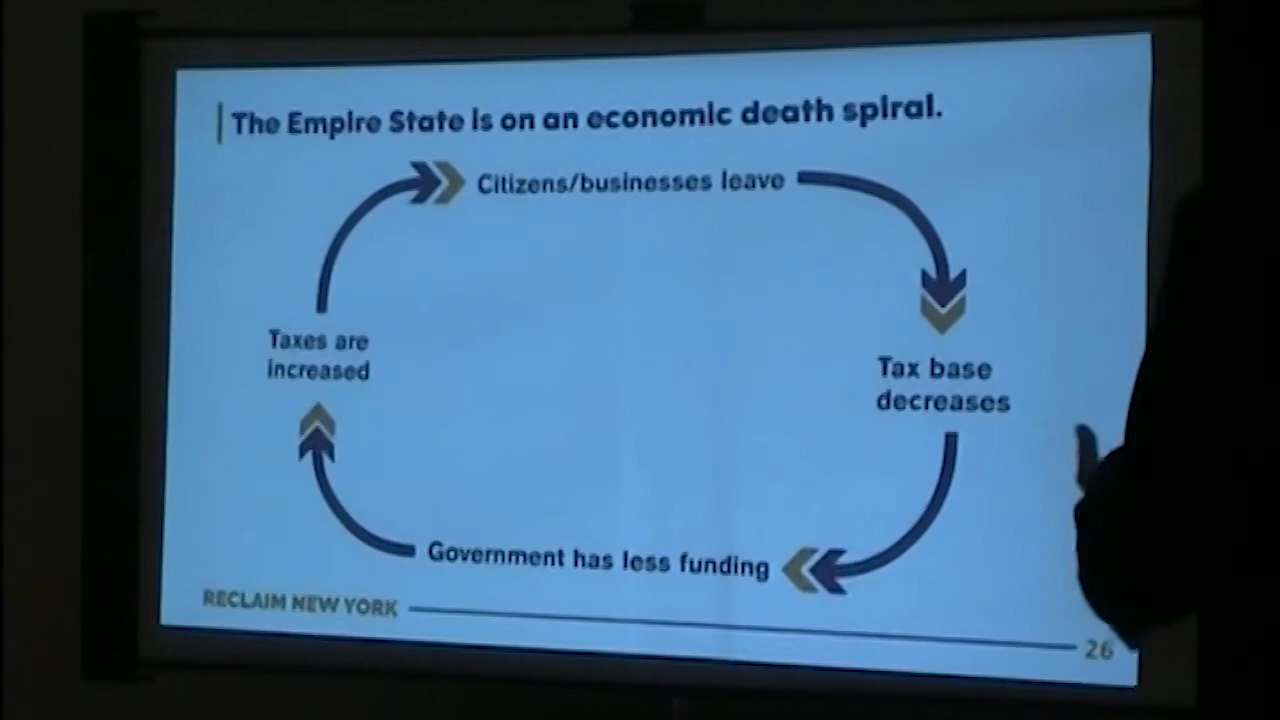 The Empire State is on an economic death spiral.
Citizens/businesses leave
Taxes are
increased
Tax base
decreases
Government has less funding
RECLAIM NEW YORK
26